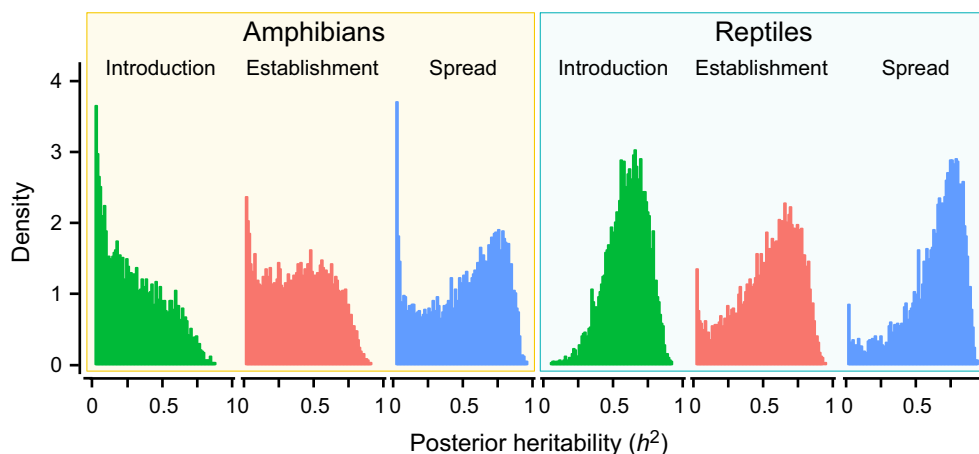 Amphibians
Reptiles
Introduction
Establishment
Spread
Introduction
Establishment
Spread
Density
4
3
2
1
0
0 0.5 1 0 0.5 1 0 0.5 1 0 0.5 1 0 0.5 1 0 0.5 1
Posterior heritability (h²)